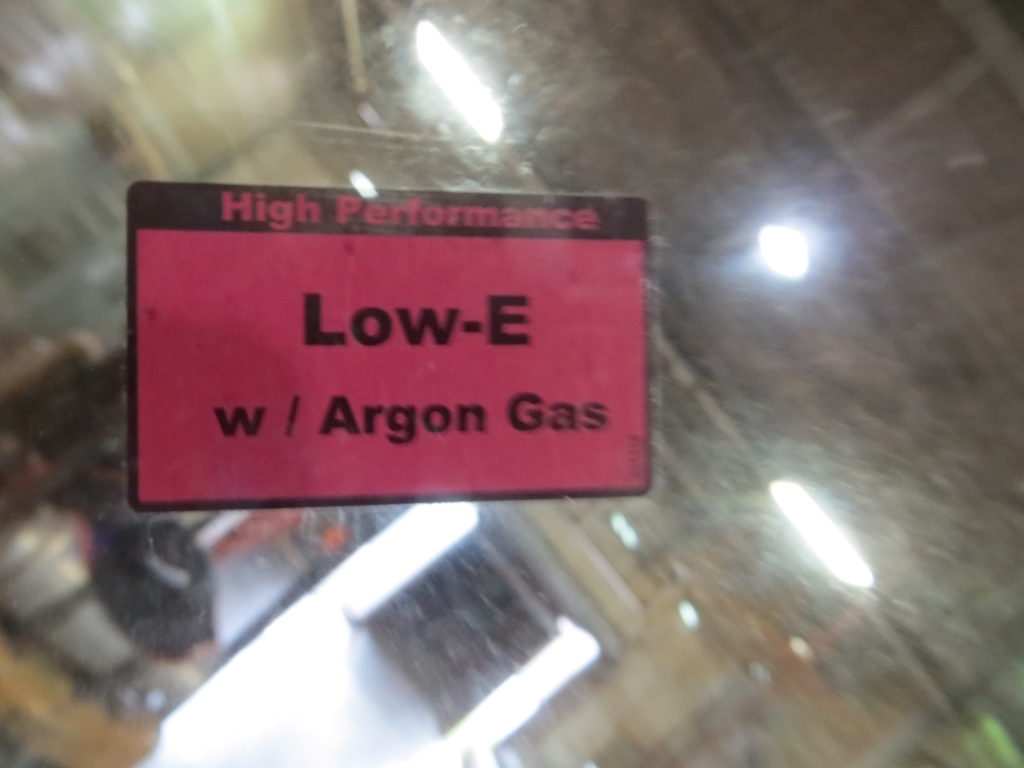 High Performance
Low-E
w / Argon Gas